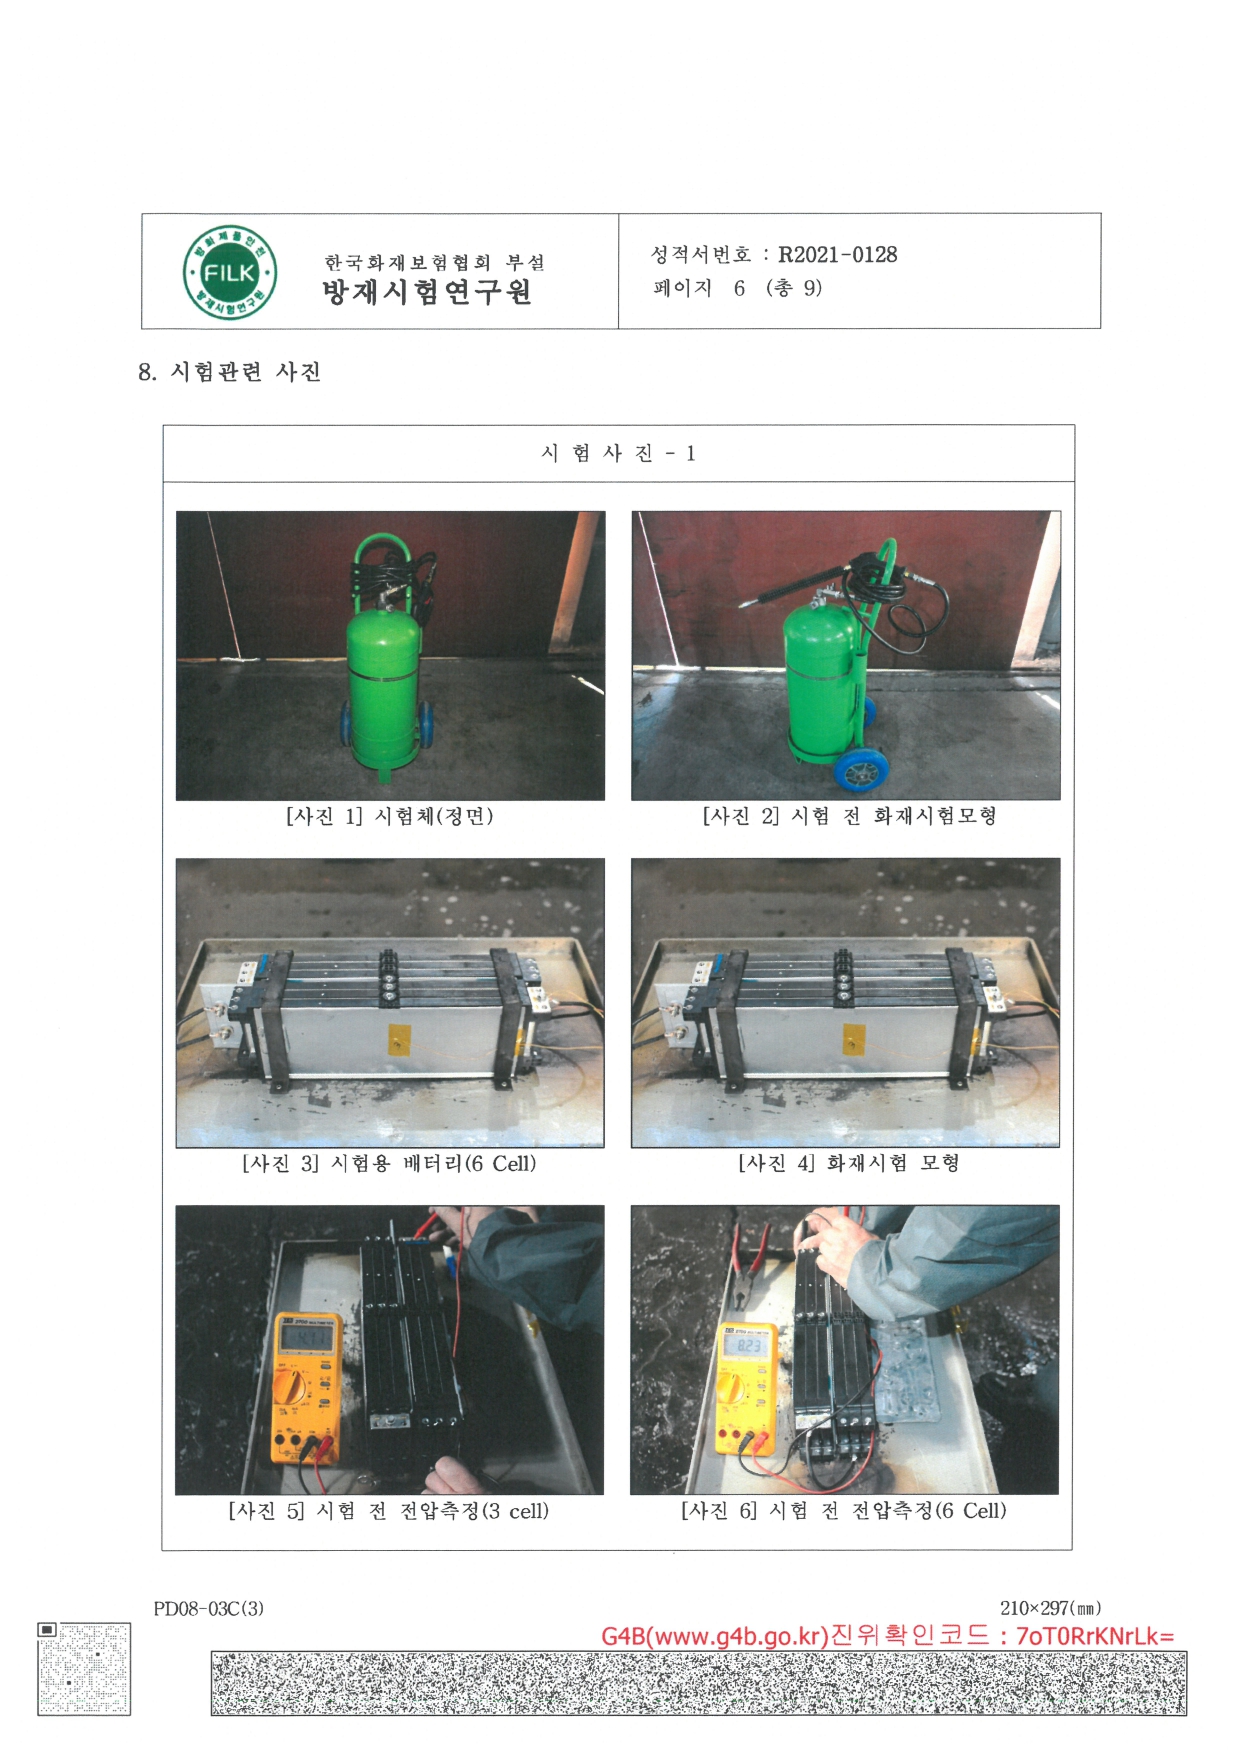 방화제품인전
FILK
방재시험연구원
한국화재보험협회 부설
방재시험연구원
성적서번호 : R2021-0128
페이지 6 (총 9)
8. 시험관련 사진
시 험 사 진 - 1
[사진 1] 시험체(정면)
[사진 2] 시험 전 화재시험모형
[사진 3] 시험용 배터리(6 Cell)
[사진 4] 화재시험 모형
8.23
[사진 5] 시험 전 전압측정(3 cell)
[사진 6] 시험 전 전압측정(6 Cell)
PD08-03C(3)
210×297(㎜)
G4B(www.g4b.go.kr)진위확인코드 : 7oT0RrKNrLk=